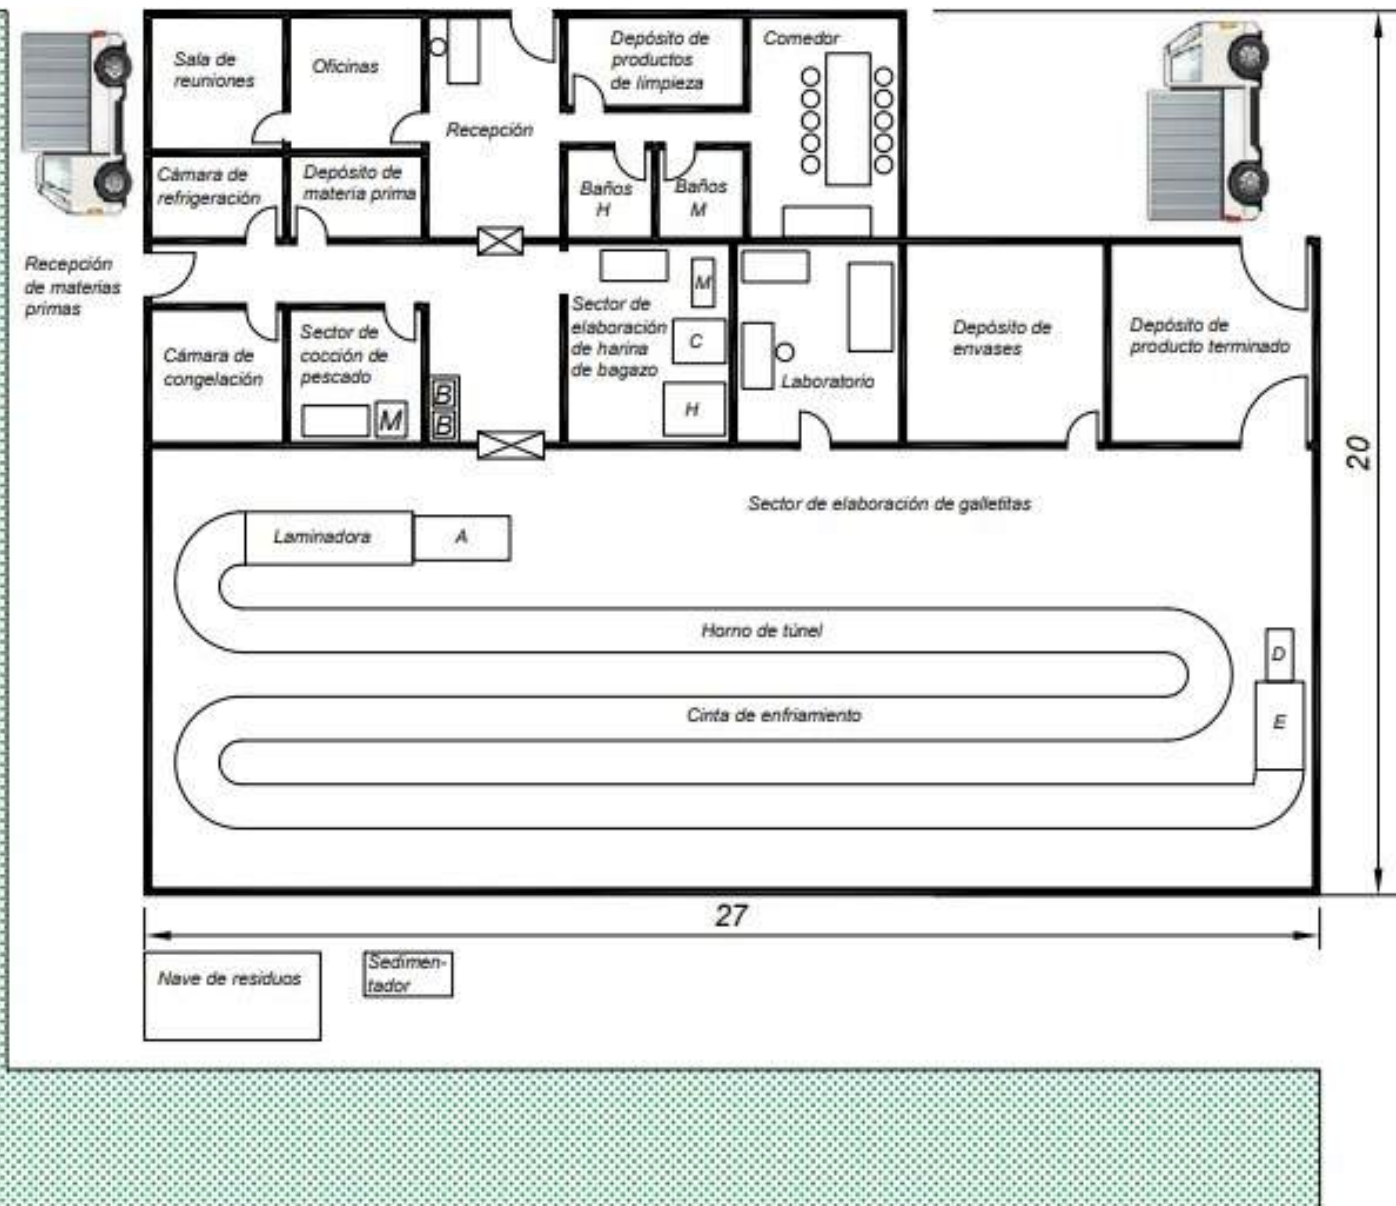 Sala de
reuniones
Oficinas
Recepción
Depósito de
productos
de limpieza
Comedor
Cámara de
refrigeración
Depósito de
materia prima
Baños
H
Baños
M
Recepción
de materias
primas
Cámara de
congelación
Sector de
cocción de
pescado
M
B
B
Sector de
elaboración
de harina
de bagazo
M
C
H
Laboratorio
Depósito de
envases
Depósito de
producto terminado
20
Sector de elaboración de galletitas
Laminadora
A
Horno de túnel
D
Cinta de enfriamiento
E
27
Nave de residuos
Sedimen-
tador